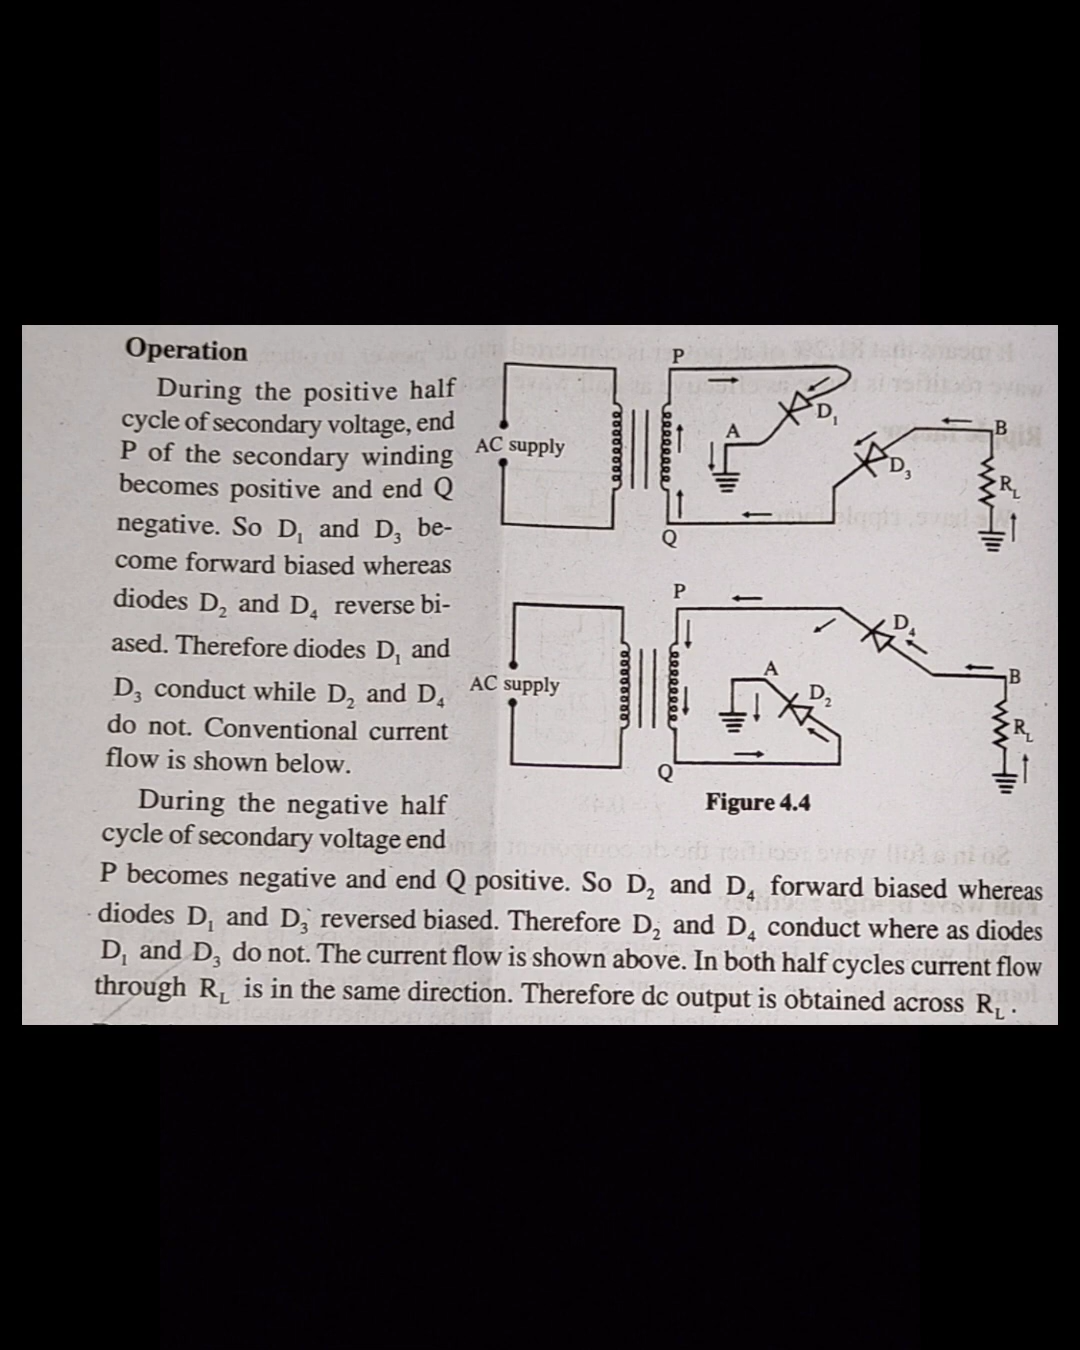 Operation
During the positive half
cycle of secondary voltage, end
P of the secondary winding
becomes positive and end Q
negative. So D₁ and D₃ be-
come forward biased whereas
diodes D₂ and D₄ reverse bi-
ased. Therefore diodes D₁ and
D₃ conduct while D₂ and D₄
do not. Conventional current
flow is shown below.
During the negative half
cycle of secondary voltage end
P becomes negative and end Q positive. So D₂ and D₄ forward biased whereas
diodes D₁ and D₃ reversed biased. Therefore D₂ and D₄ conduct where as diodes
D₁ and D₃ do not. The current flow is shown above. In both half cycles current flow
through R_L is in the same direction. Therefore dc output is obtained across R_L.
P
AC supply
A
D₁
B
D₃
R_L
Q
P
AC supply
A
D₄
D₂
B
R_L
Q
Figure 4.4